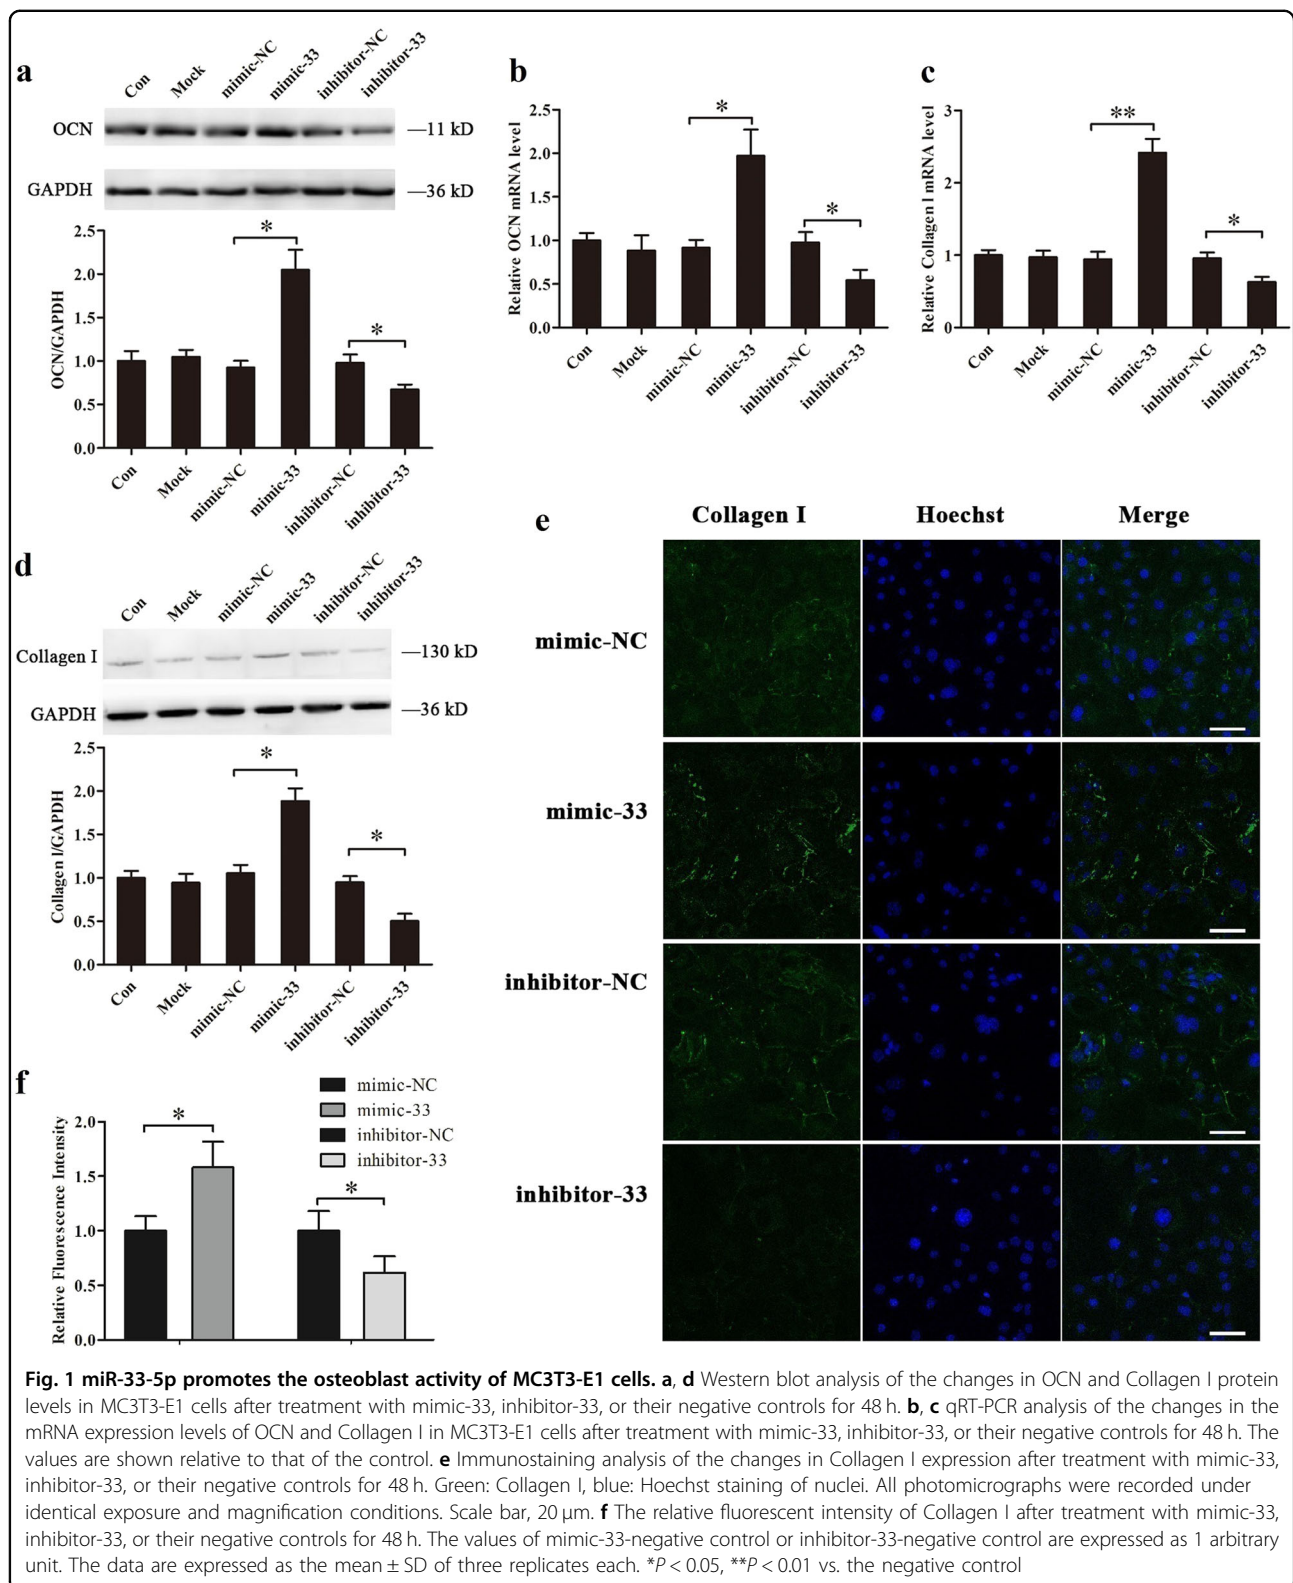 a
Con Mock mimic-NC mimic-33 inhibitor-NC inhibitor-33
OCN —11 kD
GAPDH —36 kD
OCN/GAPDH
2.5
2.0
1.5
1.0
0.5
0.0
*
*
Con Mock mimic-NC mimic-33 inhibitor-NC inhibitor-33
b
Relative OCN mRNA level
2.5
2.0
1.5
1.0
0.5
0.0
*
*
Con Mock mimic-NC mimic-33 inhibitor-NC inhibitor-33
c
Relative Collagen I mRNA level
3
2
1
0
**
*
Con Mock mimic-NC mimic-33 inhibitor-NC inhibitor-33
d
Con Mock mimic-NC mimic-33 inhibitor-NC inhibitor-33
Collagen I —130 kD
GAPDH —36 kD
Collagen I/GAPDH
2.5
2.0
1.5
1.0
0.5
0.0
*
*
Con Mock mimic-NC mimic-33 inhibitor-NC inhibitor-33
e
Collagen I Hoechst Merge
mimic-NC
mimic-33
inhibitor-NC
inhibitor-33
f
mimic-NC
mimic-33
inhibitor-NC
inhibitor-33
Relative Fluorescence Intensity
2.0
1.5
1.0
0.5
0.0
*
*
Fig. 1 miR-33-5p promotes the osteoblast activity of MC3T3-E1 cells. a, d Western blot analysis of the changes in OCN and Collagen I protein
levels in MC3T3-E1 cells after treatment with mimic-33, inhibitor-33, or their negative controls for 48 h. b, c qRT-PCR analysis of the changes in the
mRNA expression levels of OCN and Collagen I in MC3T3-E1 cells after treatment with mimic-33, inhibitor-33, or their negative controls for 48 h. The
values are shown relative to that of the control. e Immunostaining analysis of the changes in Collagen I expression after treatment with mimic-33,
inhibitor-33, or their negative controls for 48 h. Green: Collagen I, blue: Hoechst staining of nuclei. All photomicrographs were recorded under
identical exposure and magnification conditions. Scale bar, 20 μm. f The relative fluorescent intensity of Collagen I after treatment with mimic-33,
inhibitor-33, or their negative controls for 48 h. The values of mimic-33-negative control or inhibitor-33-negative control are expressed as 1 arbitrary
unit. The data are expressed as the mean ± SD of three replicates each. *P < 0.05, **P < 0.01 vs. the negative control